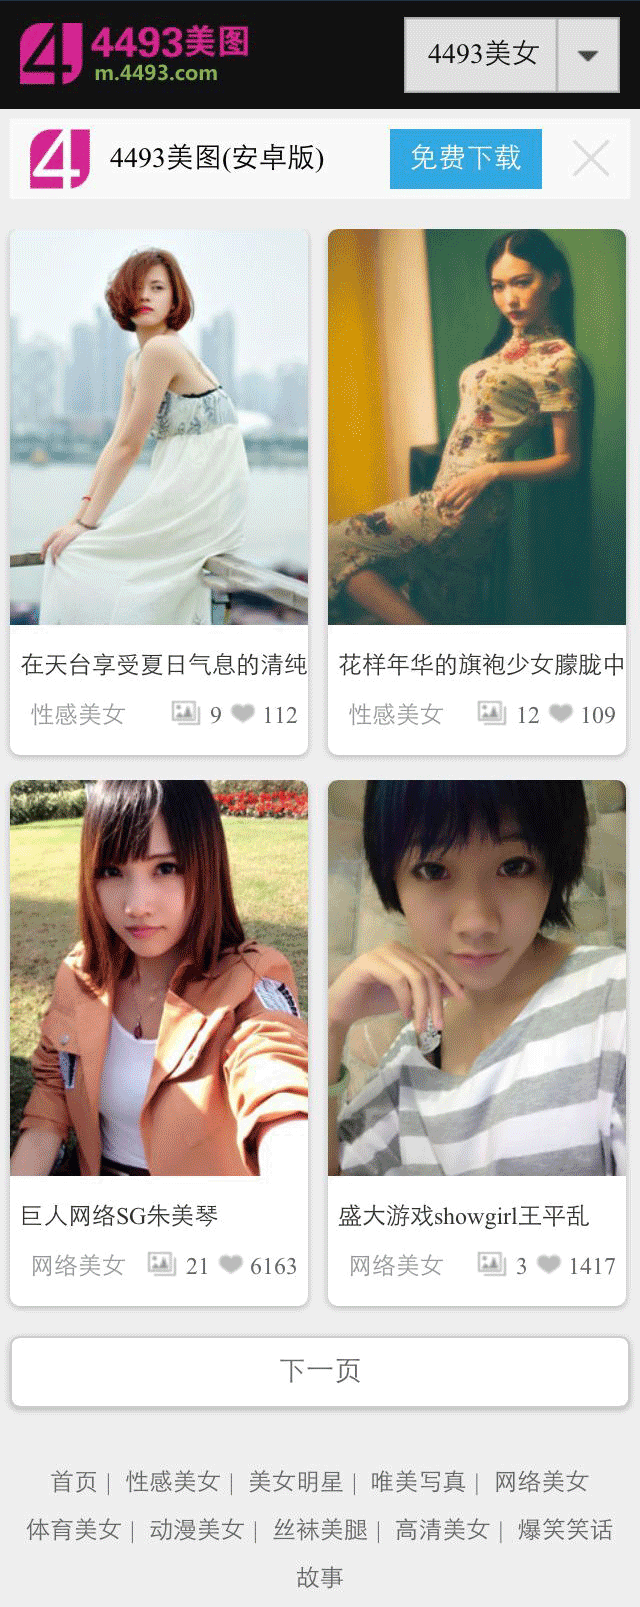 4493美图
m.4493.com
4493美女
4493美图(安卓版)
免费下载
在天台享受夏日气息的清纯
性感美女 9 112
花样年华的旗袍少女朦胧中
性感美女 12 109
巨人网络SG朱美琴
网络美女 21 6163
盛大游戏showgirl王平乱
网络美女 3 1417
下一页
首页 | 性感美女 | 美女明星 | 唯美写真 | 网络美女
体育美女 | 动漫美女 | 丝袜美腿 | 高清美女 | 爆笑笑话
故事